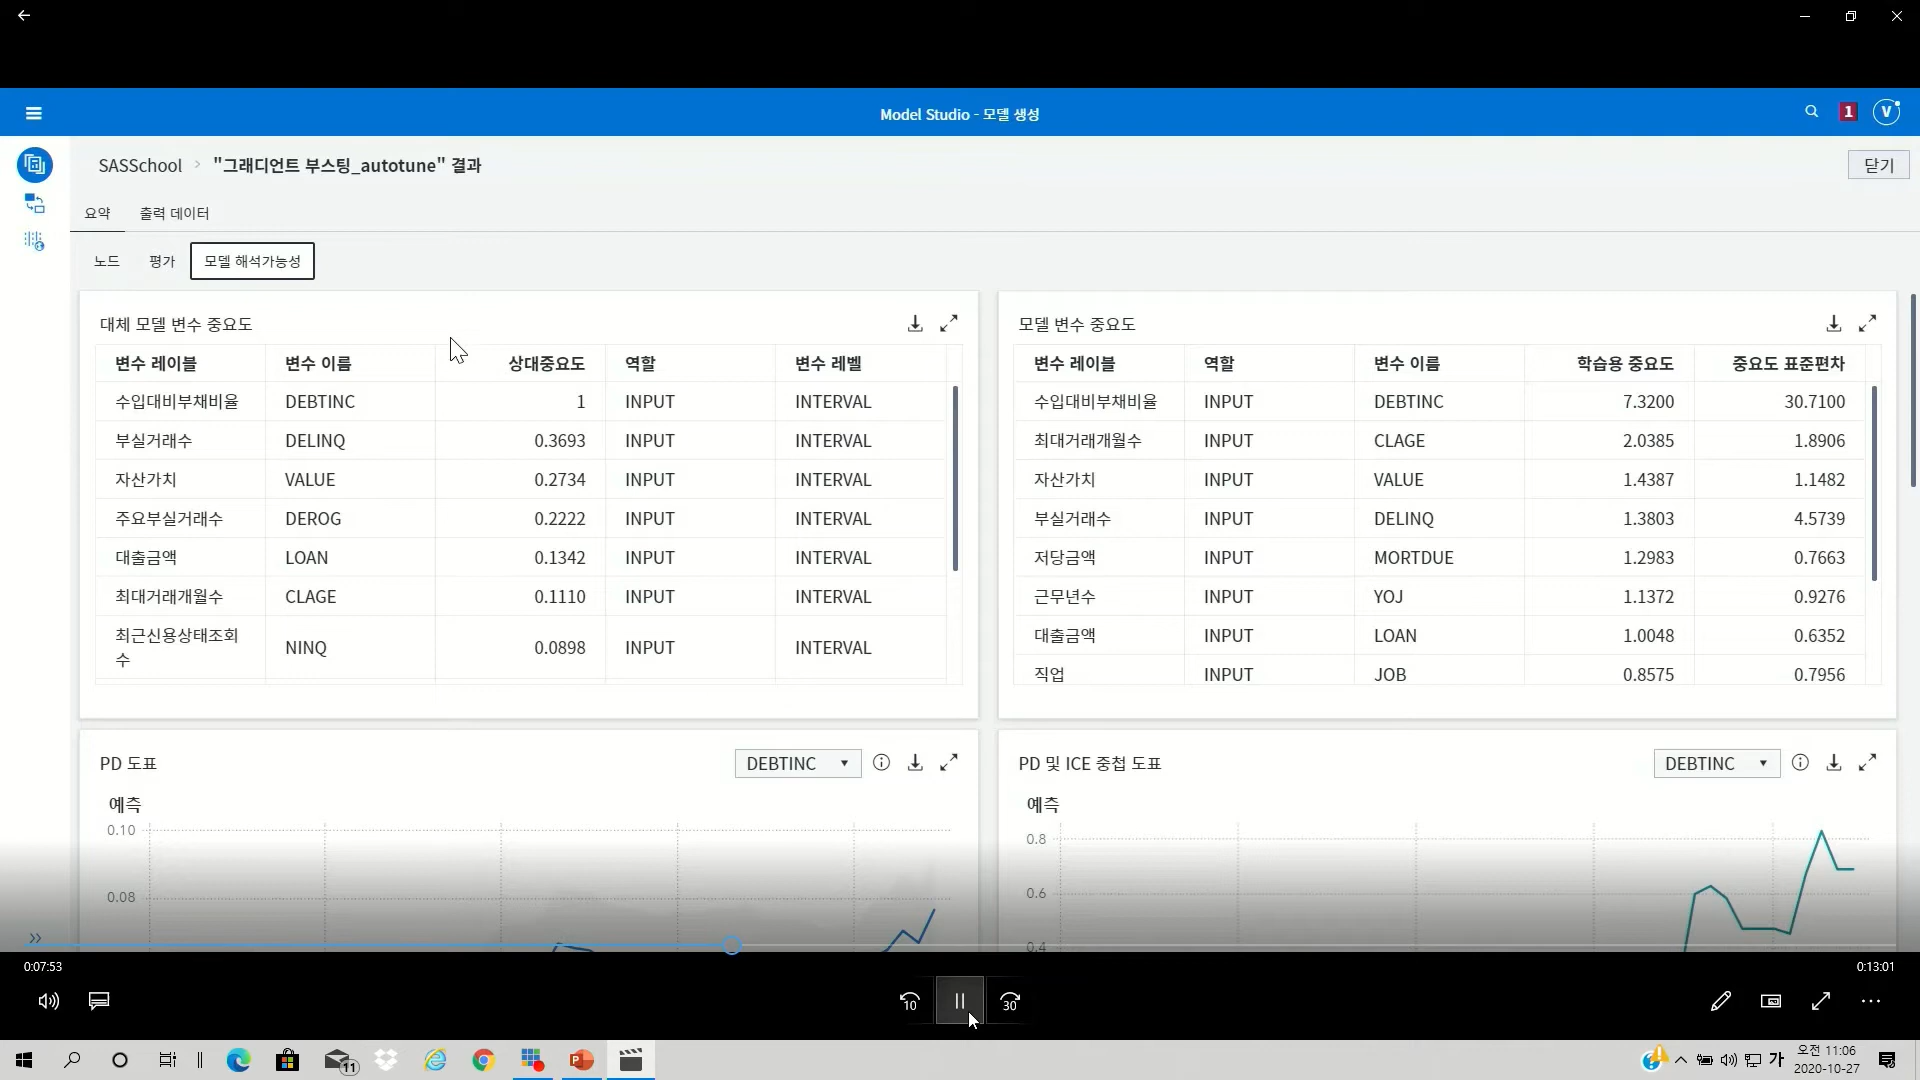 Model Studio - 모델 생성
1
V
SASSchool > "그래디언트 부스팅_autotune" 결과
닫기
요약 출력 데이터
노드 평가 모델 해석가능성
대체 모델 변수 중요도
변수 레이블 변수 이름 상대중요도 역할 변수 레벨
수입대비부채비율 DEBTINC 1 INPUT INTERVAL
부실거래수 DELINQ 0.3693 INPUT INTERVAL
자산가치 VALUE 0.2734 INPUT INTERVAL
주요부실거래수 DEROG 0.2222 INPUT INTERVAL
대출금액 LOAN 0.1342 INPUT INTERVAL
최대거래개월수 CLAGE 0.1110 INPUT INTERVAL
최근신용상태조회
수
NINQ 0.0898 INPUT INTERVAL
모델 변수 중요도
변수 레이블 역할 변수 이름 학습용 중요도 중요도 표준편차
수입대비부채비율 INPUT DEBTINC 7.3200 30.7100
최대거래개월수 INPUT CLAGE 2.0385 1.8906
자산가치 INPUT VALUE 1.4387 1.1482
부실거래수 INPUT DELINQ 1.3803 4.5739
저당금액 INPUT MORTDUE 1.2983 0.7663
근무년수 INPUT YOJ 1.1372 0.9276
대출금액 INPUT LOAN 1.0048 0.6352
직업 INPUT JOB 0.8575 0.7956
PD 도표
DEBTINC
예측
0.10
0.08
PD 및 ICE 중첩 도표
DEBTINC
예측
0.8
0.6
0.4
0:07:53
0:13:01
10
30
11
가
오전 11:06
2020-10-27